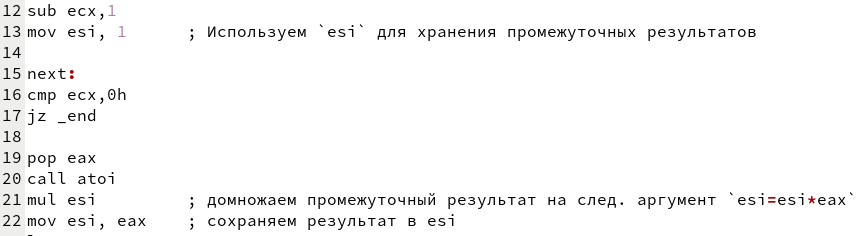 12 sub ecx,1
13 mov esi, 1 ; Используем `esi` для хранения промежуточных результатов
14
15 next:
16 cmp ecx,0h
17 jz _end
18
19 pop eax
20 call atoi
21 mul esi ; домножаем промежуточный результат на след. аргумент `esi=esi*eax`
22 mov esi, eax ; сохраняем результат в esi